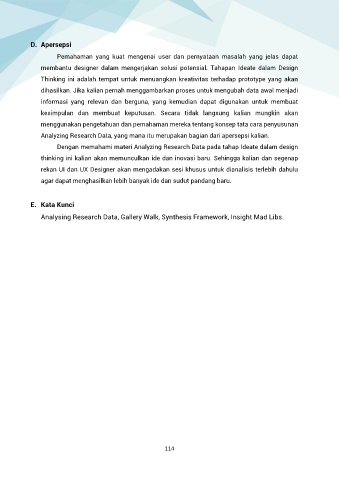 D. Apersepsi
Pemahaman yang kuat mengenai user dan pernyataan masalah yang jelas dapat
membantu designer dalam mengerjakan solusi potensial. Tahapan Ideate dalam Design
Thinking ini adalah tempat untuk menuangkan kreativitas terhadap prototype yang akan
dihasilkan. Jika kalian pernah menggambarkan proses untuk mengubah data awal menjadi
informasi yang relevan dan berguna, yang kemudian dapat digunakan untuk membuat
kesimpulan dan membuat keputusan. Secara tidak langsung kalian mungkin akan
menggunakan pengetahuan dan pemahaman mereka tentang konsep tata cara penyusunan
Analyzing Research Data, yang mana itu merupakan bagian dari apersepsi kalian.
Dengan memahami materi Analyzing Research Data pada tahap Ideate dalam design
thinking ini kalian akan memunculkan ide dan inovasi baru. Sehingga kalian dan segenap
rekan UI dan UX Designer akan mengadakan sesi khusus untuk dianalisis terlebih dahulu
agar dapat menghasilkan lebih banyak ide dan sudut pandang baru.
E. Kata Kunci
Analysing Research Data, Gallery Walk, Synthesis Framework, Insight Mad Libs.
114